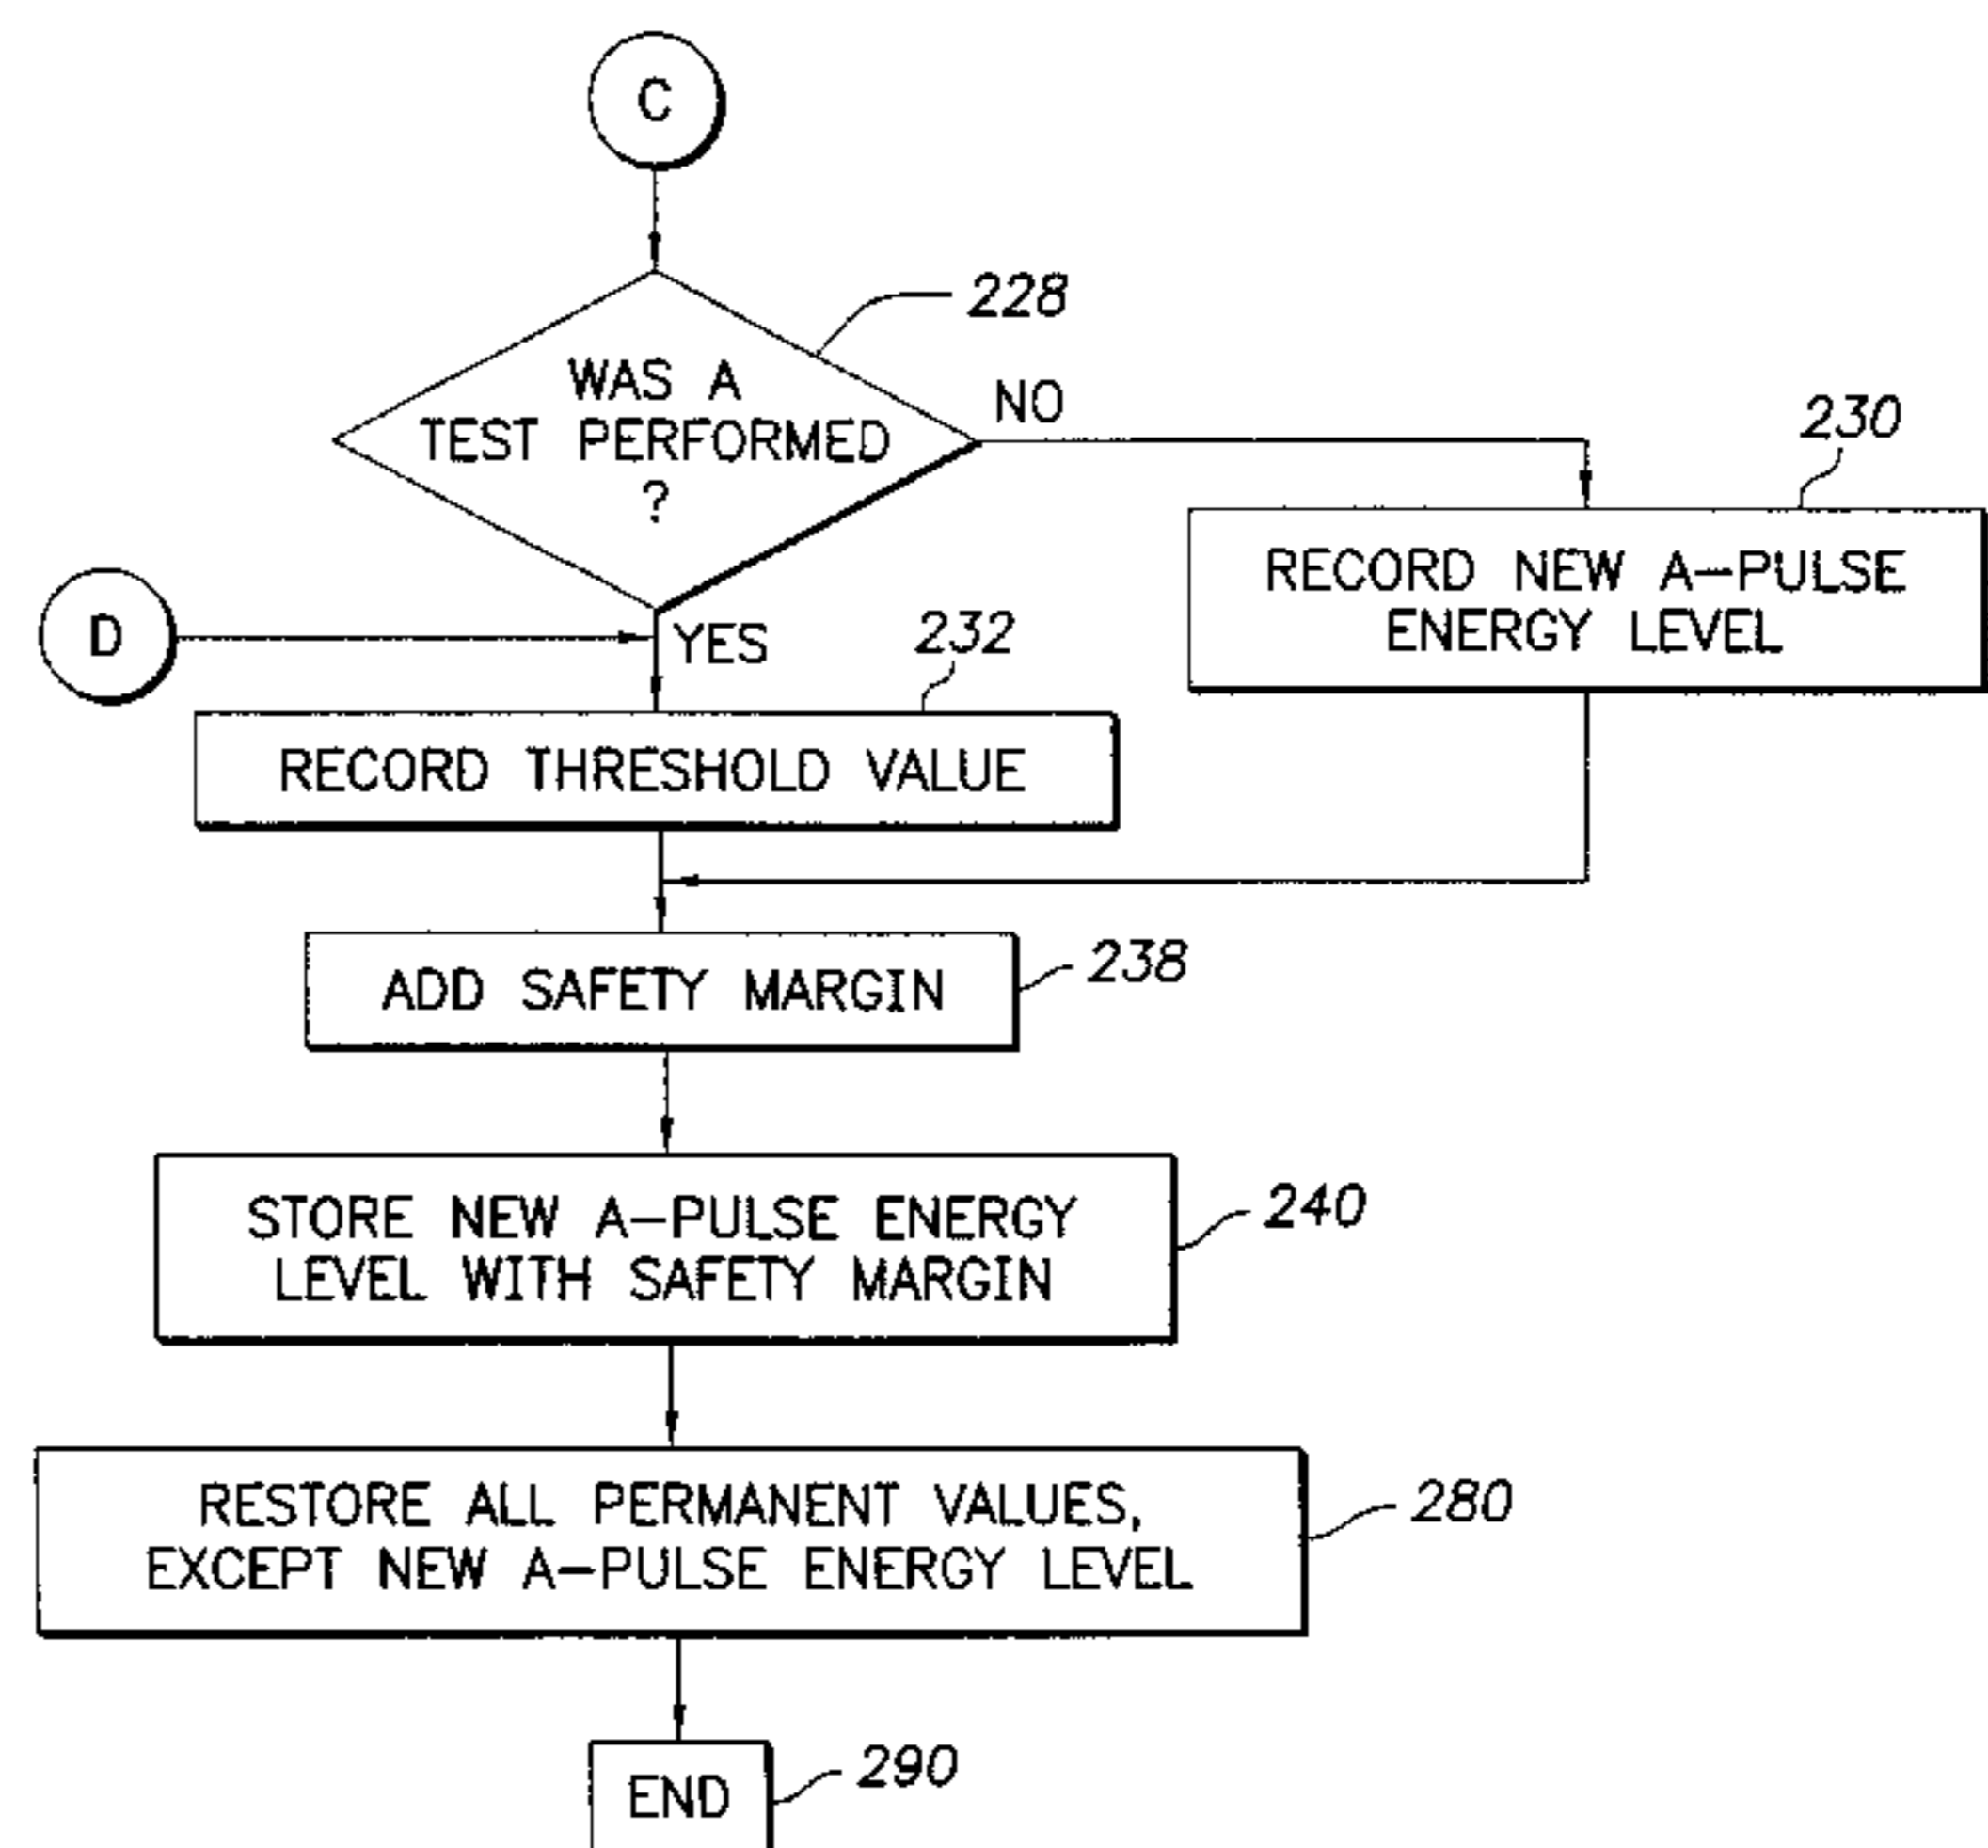 C
228
WAS A
TEST PERFORMED
?
NO
230
RECORD NEW A-PULSE
ENERGY LEVEL
D
YES
232
RECORD THRESHOLD VALUE
ADD SAFETY MARGIN
238
STORE NEW A-PULSE ENERGY
LEVEL WITH SAFETY MARGIN
240
RESTORE ALL PERMANENT VALUES,
EXCEPT NEW A-PULSE ENERGY LEVEL
280
END
290